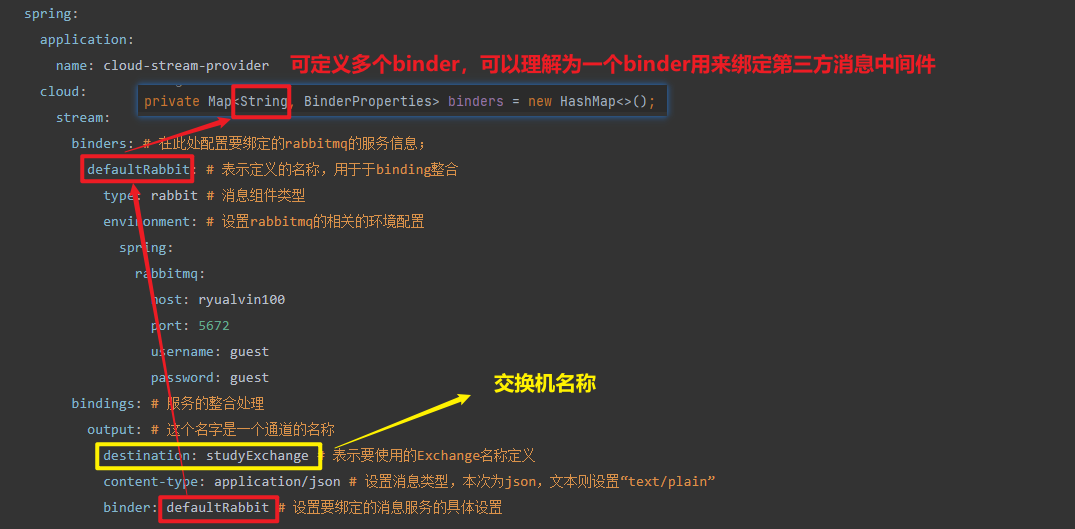 spring:
application:
name: cloud-stream-provider
可定义多个binder，可以理解为一个binder用来绑定第三方消息中间件
cloud:
private Map<String, BinderProperties> binders = new HashMap<>();
stream:
binders: # 在此处配置要绑定的rabbitmq的服务信息；
defaultRabbit: # 表示定义的名称，用于于binding整合
type: rabbit # 消息组件类型
environment: # 设置rabbitmq的相关的环境配置
spring:
rabbitmq:
host: ryualvin100
port: 5672
username: guest
password: guest
交换机名称
bindings: # 服务的整合处理
output: # 这个名字是一个通道的名称
destination: studyExchange # 表示要使用的Exchange名称定义
content-type: application/json # 设置消息类型，本次为json，文本则设置“text/plain”
binder: defaultRabbit # 设置要绑定的消息服务的具体设置